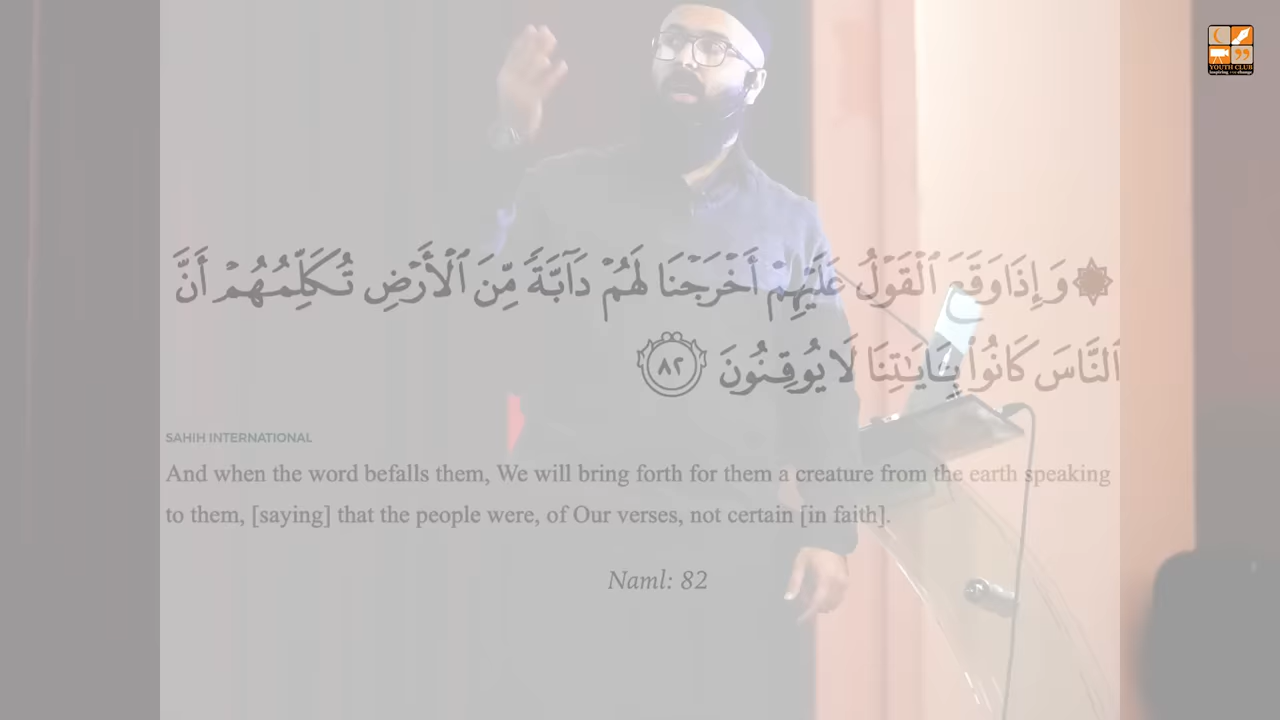 YOUTH CLUB
۞ وَإِذَا وَقَعَ ٱلْقَوْلُ عَلَيْهِمْ أَخْرَجْنَا لَهُمْ دَآبَّةً مِّنَ ٱلْأَرْضِ تُكَلِّمُهُمْ أَنَّ
ٱلنَّاسَ كَانُوا۟ بِـَٔايَـٰتِنَا لَا يُوقِنُونَ ٨٢
SAHIH INTERNATIONAL
And when the word befalls them, We will bring forth for them a creature from the earth speaking
to them, [saying] that the people were, of Our verses, not certain [in faith].
Naml: 82